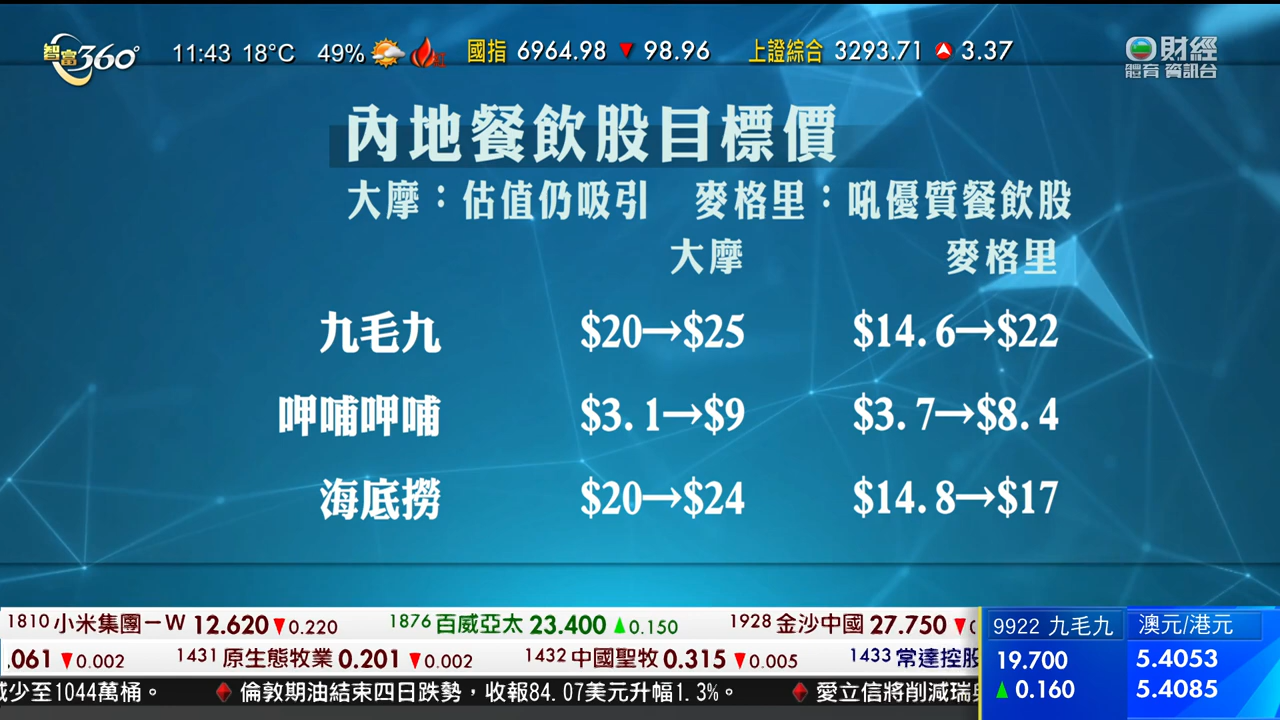 智富360° 11:43 18°C 49% 國指 6964.98 ▼ 98.96 上證綜合 3293.71 ▲ 3.37 財經
體育 資訊台
內地餐飲股目標價
大摩：估值仍吸引 麥格里：吼優質餐飲股
大摩 麥格里
九毛九 $20→$25 $14.6→$22
呷哺呷哺 $3.1→$9 $3.7→$8.4
海底撈 $20→$24 $14.8→$17
1810 小米集團－W 12.620 ▼0.220 1876 百威亞太 23.400 ▲0.150 1928 金沙中國 27.750 ▼
.061 ▼0.002 1431 原生態牧業 0.201 ▼0.002 1432 中國聖牧 0.315 ▼0.005 1433 常達控股
減少至1044萬桶。 ♦ 倫敦期油結束四日跌勢，收報84.07美元升幅1.3%。 ♦ 愛立信將削減瑞典
9922 九毛九 澳元/港元
19.700 5.4053
▲ 0.160 5.4085